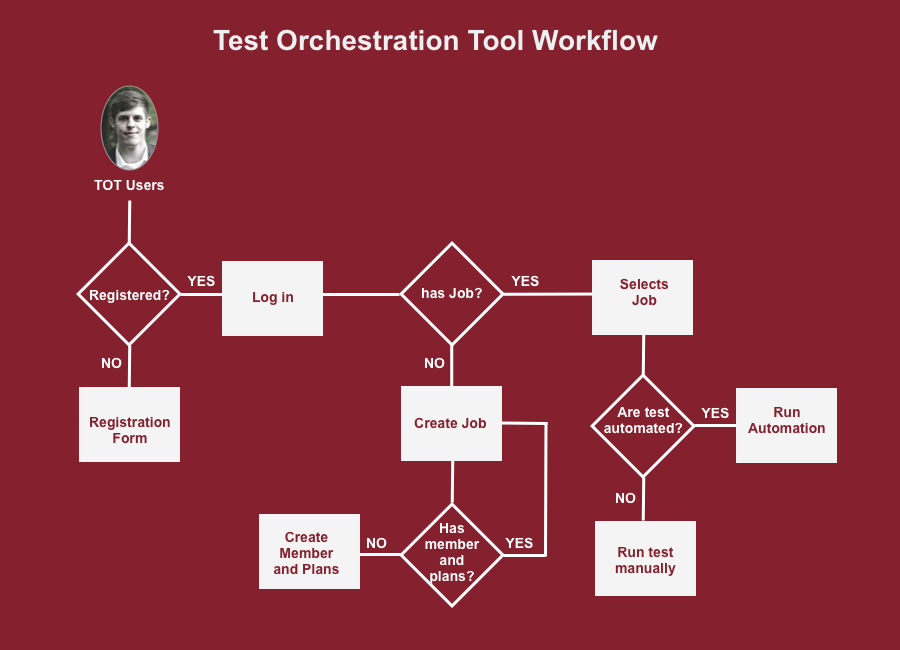 Test Orchestration Tool Workflow
TOT Users
Registered?
YES
Log in
has Job?
YES
Selects
Job
NO
Registration
Form
NO
Create Job
Are test
automated?
YES
Run
Automation
NO
Run test
manually
Has
member
and
plans?
YES
NO
Create
Member
and Plans